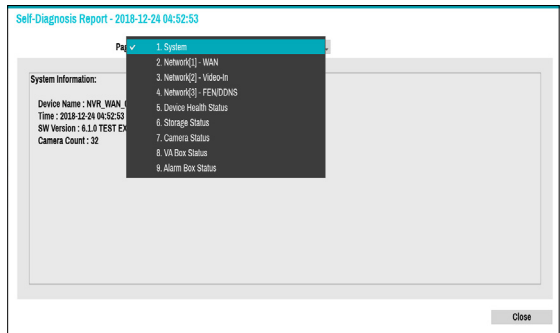 Self-Diagnosis Report - 2018-12-24 04:52:53
✓ 1. System
2. Network[1] - WAN
3. Network[2] - Video-In
4. Network[3] - FEN/DDNS
5. Device Health Status
6. Storage Status
7. Camera Status
8. VA Box Status
9. Alarm Box Status
System Information:
Device Name : NVR_WAN_
Time : 2018-12-24 04:52:53
SW Version : 6.1.0 TEST EX
Camera Count : 32
Close